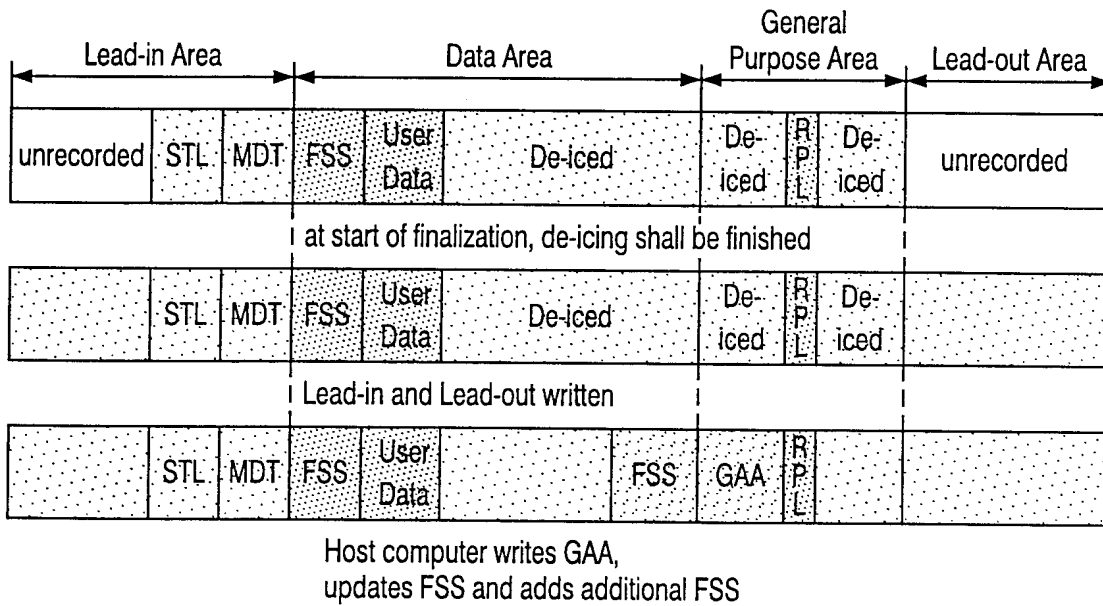 General
Lead-in Area Data Area Purpose Area Lead-out Area
unrecorded STL MDT FSS User Data De-iced De-iced RPL De-iced unrecorded
at start of finalization, de-icing shall be finished
STL MDT FSS User Data De-iced De-iced RPL De-iced
Lead-in and Lead-out written
STL MDT FSS User Data FSS GAA RPL
Host computer writes GAA,
updates FSS and adds additional FSS